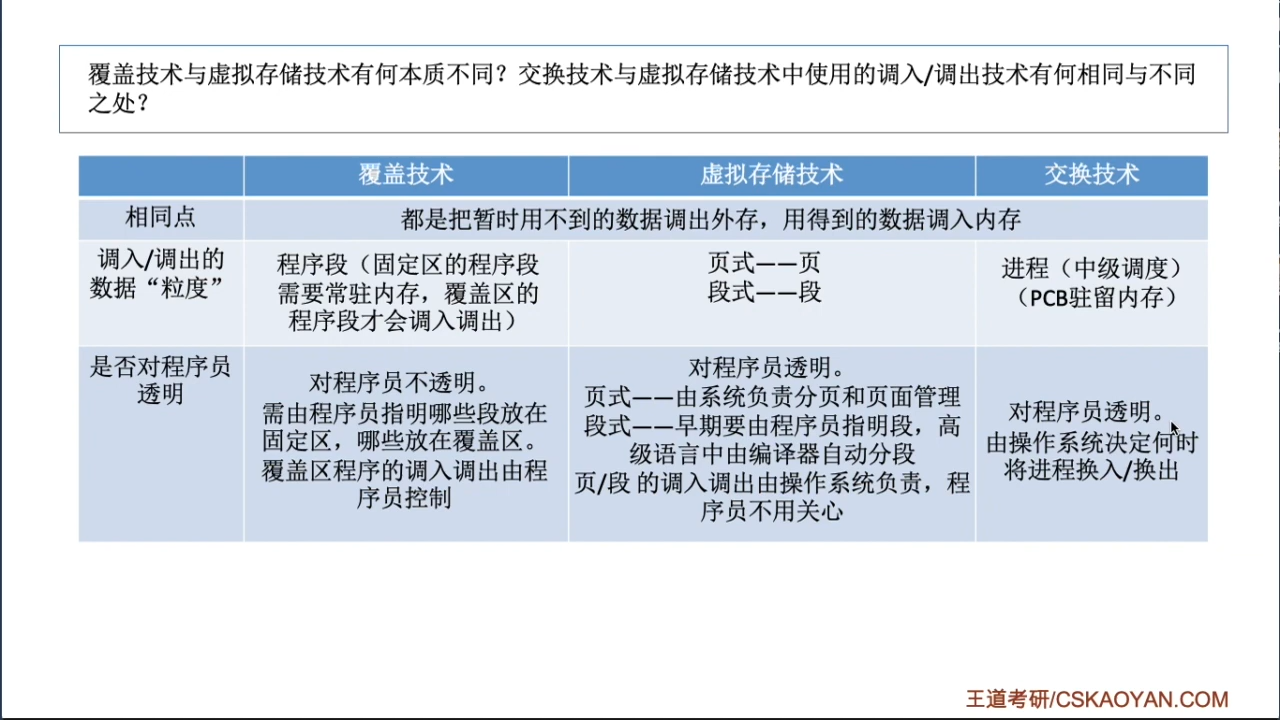 覆盖技术与虚拟存储技术有何本质不同？交换技术与虚拟存储技术中使用的调入/调出技术有何相同与不同
之处？
覆盖技术
虚拟存储技术
交换技术
相同点
都是把暂时用不到的数据调出外存，用得到的数据调入内存
调入/调出的
数据“粒度”
程序段（固定区的程序段
需要常驻内存，覆盖区的
程序段才会调入调出）
页式——页
段式——段
进程（中级调度）
（PCB驻留内存）
是否对程序员
透明
对程序员不透明。
需由程序员指明哪些段放在
固定区，哪些放在覆盖区。
覆盖区程序的调入调出由程
序员控制
对程序员透明。
页式——由系统负责分页和页面管理
段式——早期要由程序员指明段，高
级语言中由编译器自动分段
页/段 的调入调出由操作系统负责，程
序员不用关心
对程序员透明。
由操作系统决定何时
将进程换入/换出
王道考研/CSKAOYAN.COM